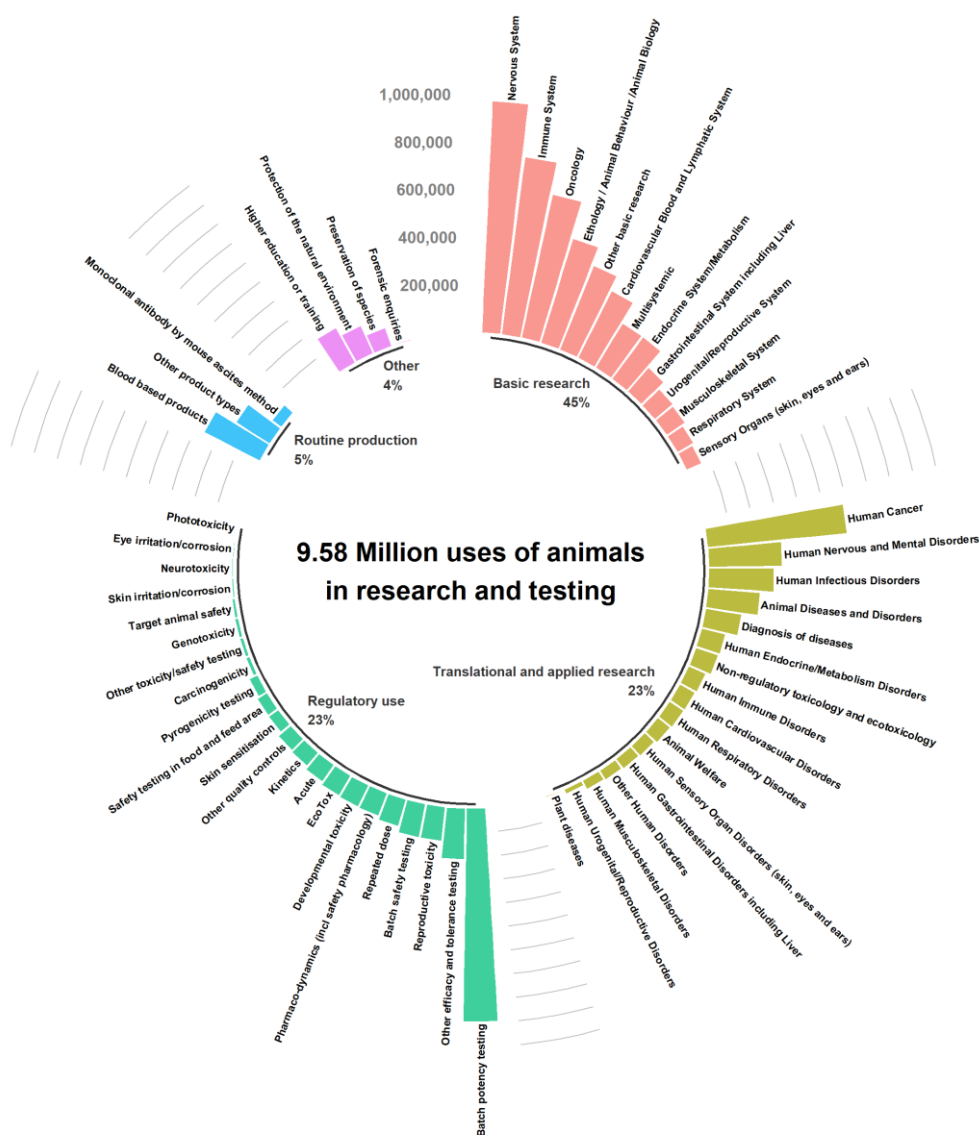 1,000,000
800,000
600,000
400,000
200,000
Nervous System
Immune System
Oncology
Ethology / Animal Behaviour /Animal Biology
Other basic research
Cardiovascular Blood and Lymphatic System
Multisystemic
Endocrine System/Metabolism
Gastrointestinal System including Liver
Urogenital/Reproductive System
Musculoskeletal System
Respiratory System
Sensory Organs (skin, eyes and ears)
Basic research
45%
Human Cancer
Human Nervous and Mental Disorders
Human Infectious Disorders
Animal Diseases and Disorders
Diagnosis of diseases
Human Endocrine/Metabolism Disorders
Non-regulatory toxicology and ecotoxicology
Human Immune Disorders
Human Cardiovascular Disorders
Human Respiratory Disorders
Animal Welfare
Human Sensory Organ Disorders (skin, eyes and ears)
Human Gastrointestinal Disorders including Liver
Other Human Disorders
Human Musculoskeletal Disorders
Human Urogenital/Reproductive Disorders
Plant diseases
Translational and applied research
23%
Batch potency testing
Other efficacy and tolerance testing
Reproductive toxicity
Batch safety testing
Repeated dose
Pharmaco-dynamics (incl safety pharmacology)
Developmental toxicity
EcoTox
Acute
Kinetics
Other quality controls
Skin sensitisation
Safety testing in food and feed area
Pyrogenicity testing
Carcinogenicity
Other toxicity/safety testing
Genotoxicity
Target animal safety
Skin irritation/corrosion
Neurotoxicity
Eye irritation/corrosion
Phototoxicity
Regulatory use
23%
Blood based products
Other product types
Monoclonal antibody by mouse ascites method
Routine production
5%
Higher education or training
Protection of the natural environment
Preservation of species
Forensic enquiries
Other
4%
9.58 Million uses of animals
in research and testing